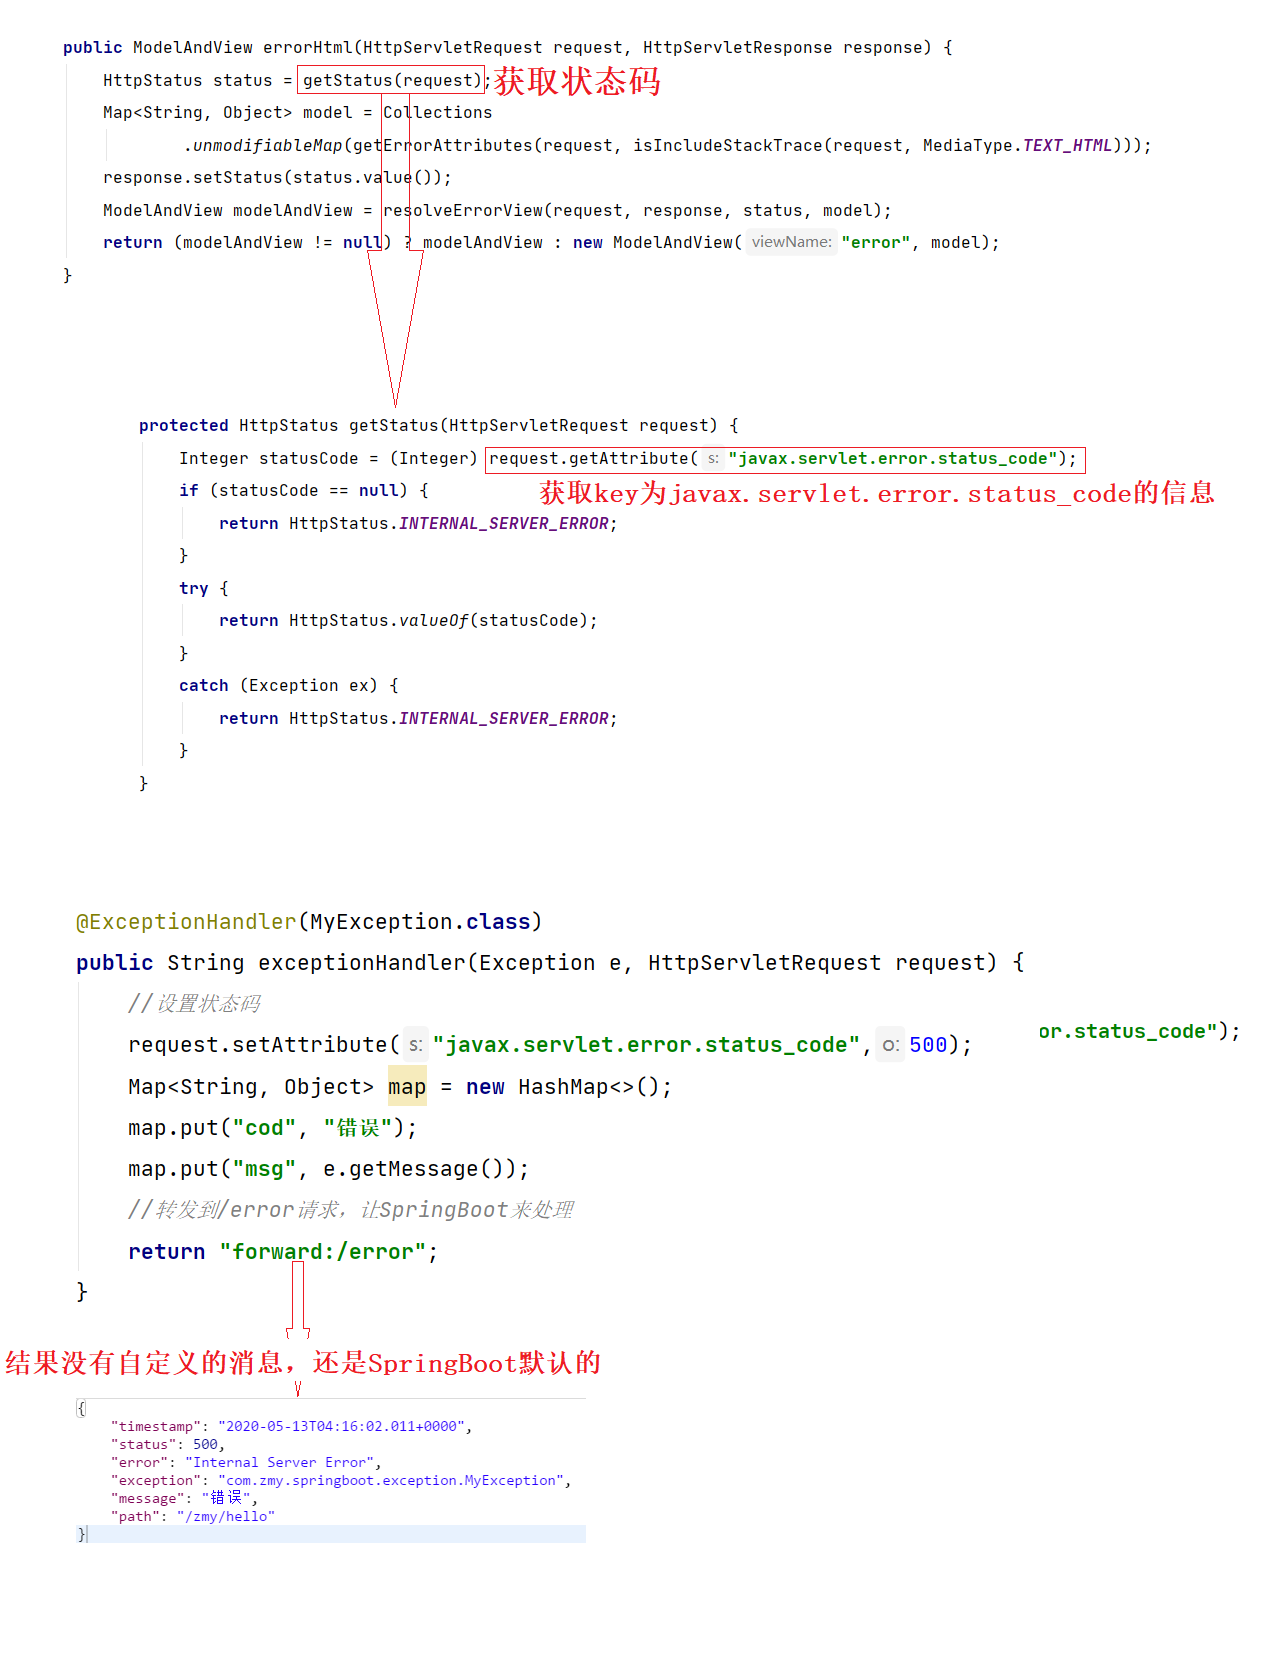 public ModelAndView errorHtml(HttpServletRequest request, HttpServletResponse response) {
HttpStatus status = getStatus(request); 获取状态码
Map<String, Object> model = Collections
.unmodifiableMap(getErrorAttributes(request, isIncludeStackTrace(request, MediaType.TEXT_HTML)));
response.setStatus(status.value());
ModelAndView modelAndView = resolveErrorView(request, response, status, model);
return (modelAndView != null) ? modelAndView : new ModelAndView( viewName: "error", model);
}
protected HttpStatus getStatus(HttpServletRequest request) {
Integer statusCode = (Integer) request.getAttribute( s: "javax.servlet.error.status_code");
if (statusCode == null) { 获取key为javax.servlet.error.status_code的信息
return HttpStatus.INTERNAL_SERVER_ERROR;
}
try {
return HttpStatus.valueOf(statusCode);
}
catch (Exception ex) {
return HttpStatus.INTERNAL_SERVER_ERROR;
}
}
@ExceptionHandler(MyException.class)
public String exceptionHandler(Exception e, HttpServletRequest request) {
//设置状态码
or.status_code");
request.setAttribute( s: "javax.servlet.error.status_code", o: 500);
Map<String, Object> map = new HashMap<>();
map.put("cod", "错误");
map.put("msg", e.getMessage());
//转发到/error请求，让SpringBoot来处理
return "forward:/error";
}
结果没有自定义的消息，还是SpringBoot默认的
{
"timestamp": "2020-05-13T04:16:02.011+0000",
"status": 500,
"error": "Internal Server Error",
"exception": "com.zmy.springboot.exception.MyException",
"message": "错误",
"path": "/zmy/hello"
}